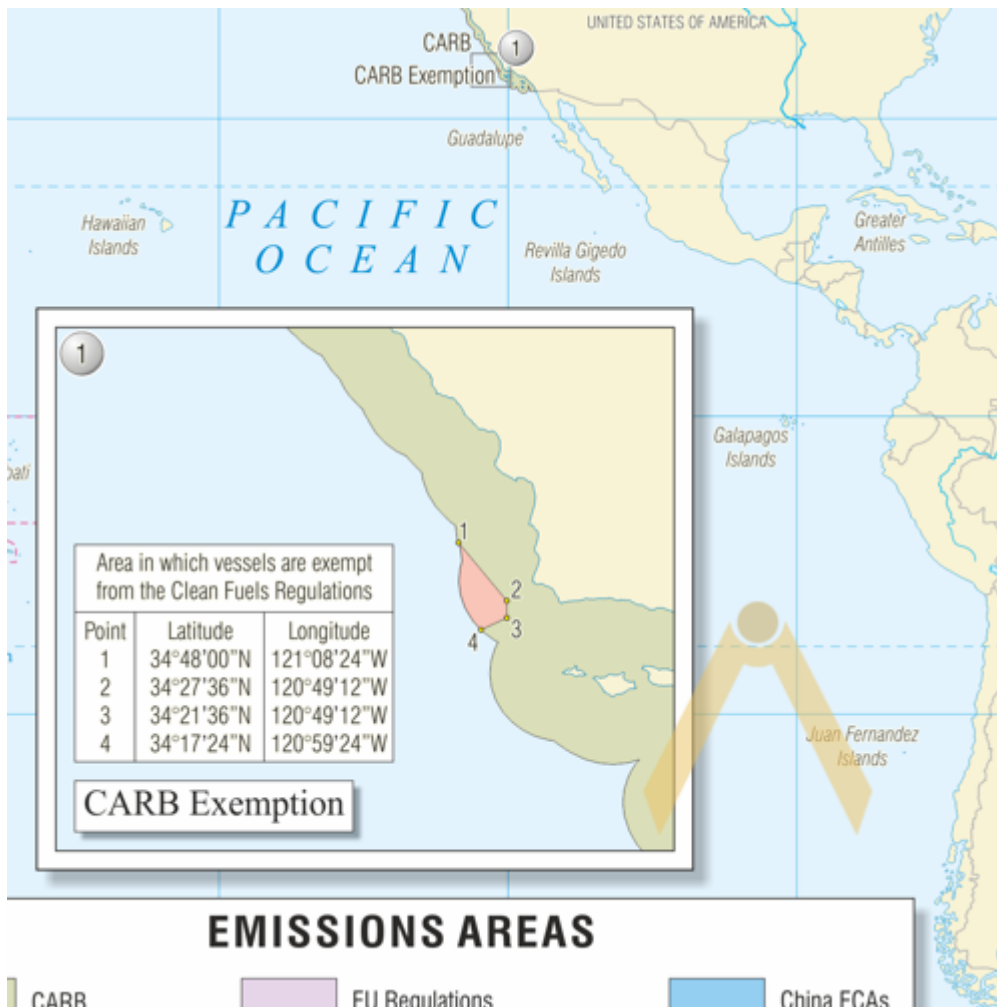 UNITED STATES OF AMERICA
CARB
1
CARB Exemption
Guadalupe
Hawaiian
Islands
PACIFIC
OCEAN
Revilla Gigedo
Islands
Greater
Antilles
1
Galapagos
Islands
1
Area in which vessels are exempt
from the Clean Fuels Regulations
2
3
4
Point Latitude Longitude
1 34°48'00"N 121°08'24"W
2 34°27'36"N 120°49'12"W
3 34°21'36"N 120°49'12"W
4 34°17'24"N 120°59'24"W
Juan Fernandez
Islands
CARB Exemption
EMISSIONS AREAS
CARB
EU Regulations
China ECAs